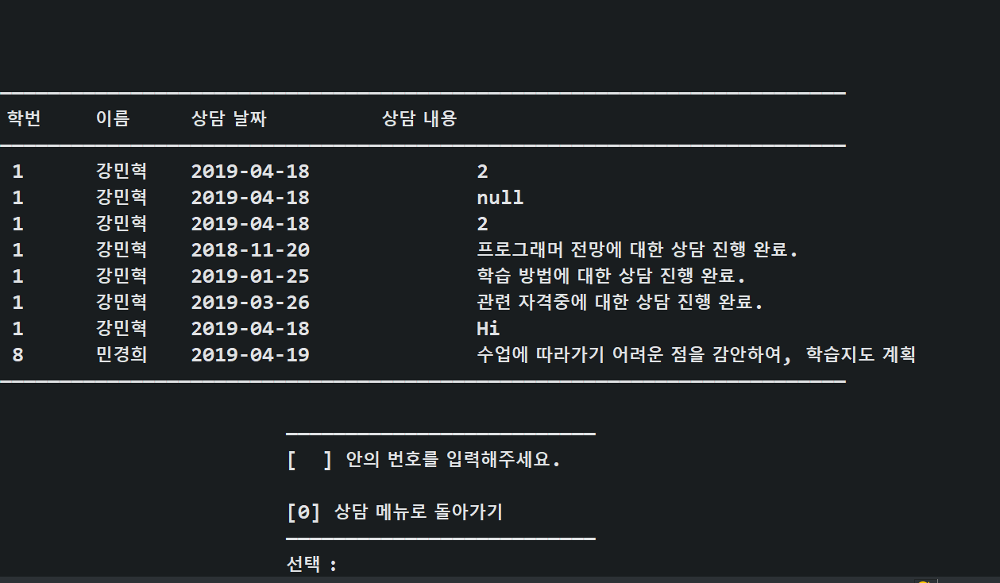 학번 이름 상담 날짜 상담 내용
1 강민혁 2019-04-18 2
1 강민혁 2019-04-18 null
1 강민혁 2019-04-18 2
1 강민혁 2018-11-20 프로그래머 전망에 대한 상담 진행 완료.
1 강민혁 2019-01-25 학습 방법에 대한 상담 진행 완료.
1 강민혁 2019-03-26 관련 자격중에 대한 상담 진행 완료.
1 강민혁 2019-04-18 Hi
8 민경희 2019-04-19 수업에 따라가기 어려운 점을 감안하여, 학습지도 계획
[ ] 안의 번호를 입력해주세요.
[0] 상담 메뉴로 돌아가기
선택 :